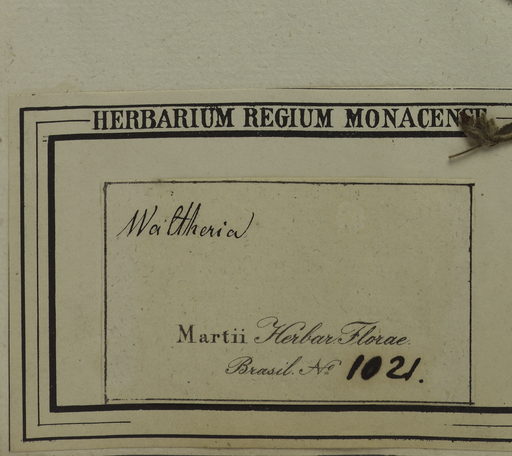 HERBARIUM REGIUM MONACENSE
Waltheria
Martii Herbar. Florae
Brasil. No 1021.